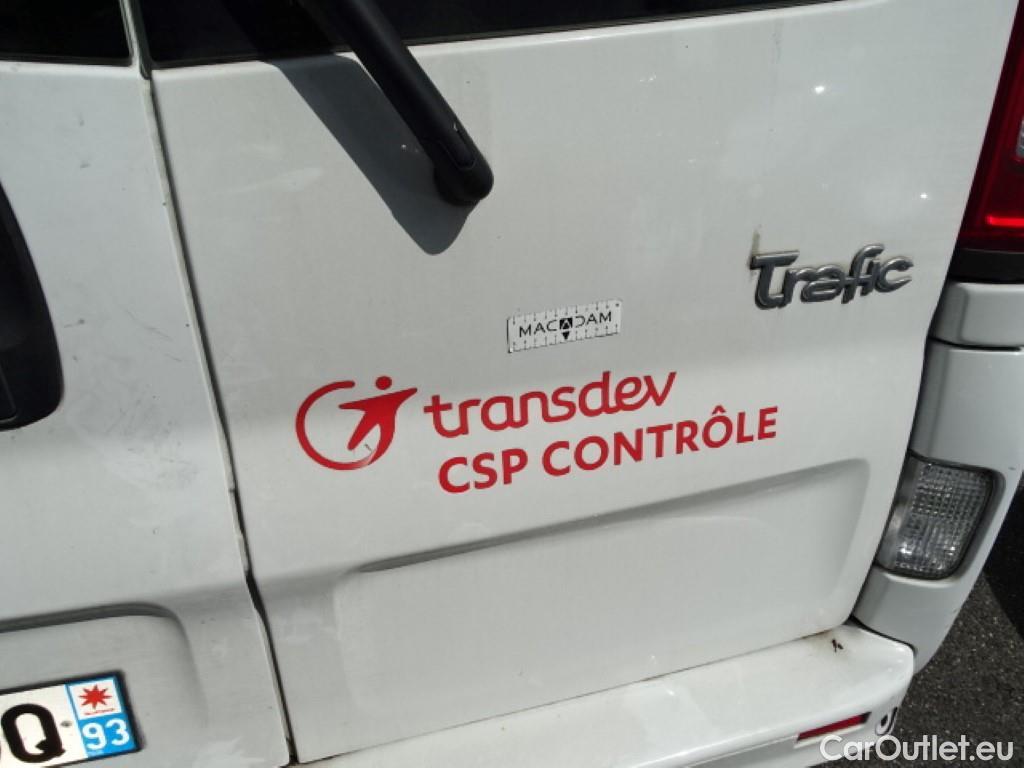 Trafic
MACADAM
transdev
CSP CONTRÔLE
Q
93
CarOutlet.eu